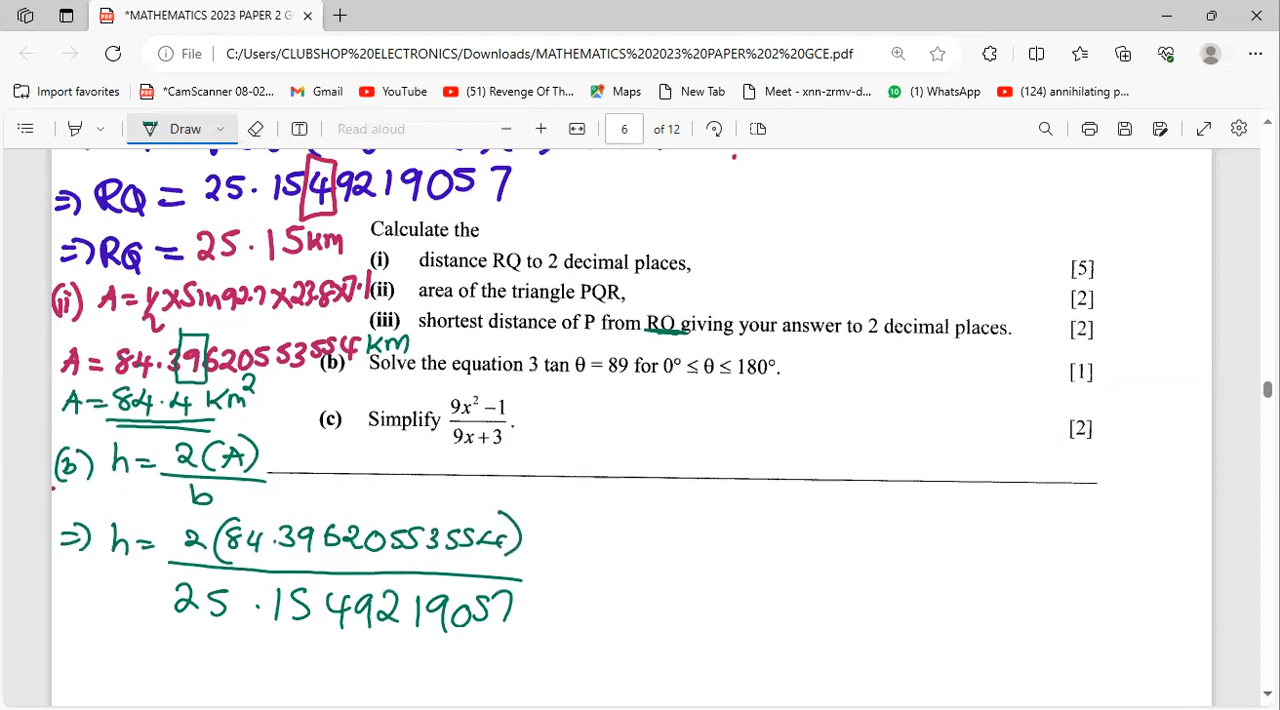 *MATHEMATICS 2023 PAPER 2 G
File C:/Users/CLUBSHOP%20ELECTRONICS/Downloads/MATHEMATICS%202023%20PAPER%202%20GCE.pdf
Import favorites *CamScanner 08-02... Gmail YouTube (51) Revenge Of Th... Maps New Tab Meet - xnn-zrmv-d... (1) WhatsApp (124) annihilating p...
Draw Read aloud 6 of 12
⇒ RQ = 25.1549219057
⇒ RQ = 25.15km
Calculate the
(i) distance RQ to 2 decimal places, [5]
(ii) area of the triangle PQR, [2]
(iii) shortest distance of P from RQ giving your answer to 2 decimal places. [2]
(b) Solve the equation 3 tan θ = 89 for 0° ≤ θ ≤ 180°. [1]
(c) Simplify 9x² –1 / 9x + 3 . [2]
(ii) A = ½ x Sin92.7 x 23.8 x 7.1
A = 84.39620553554 km
A = 84.4 Km²
(b) h = 2(A) / b
⇒ h = 2(84.39620553554) / 25.1549219057